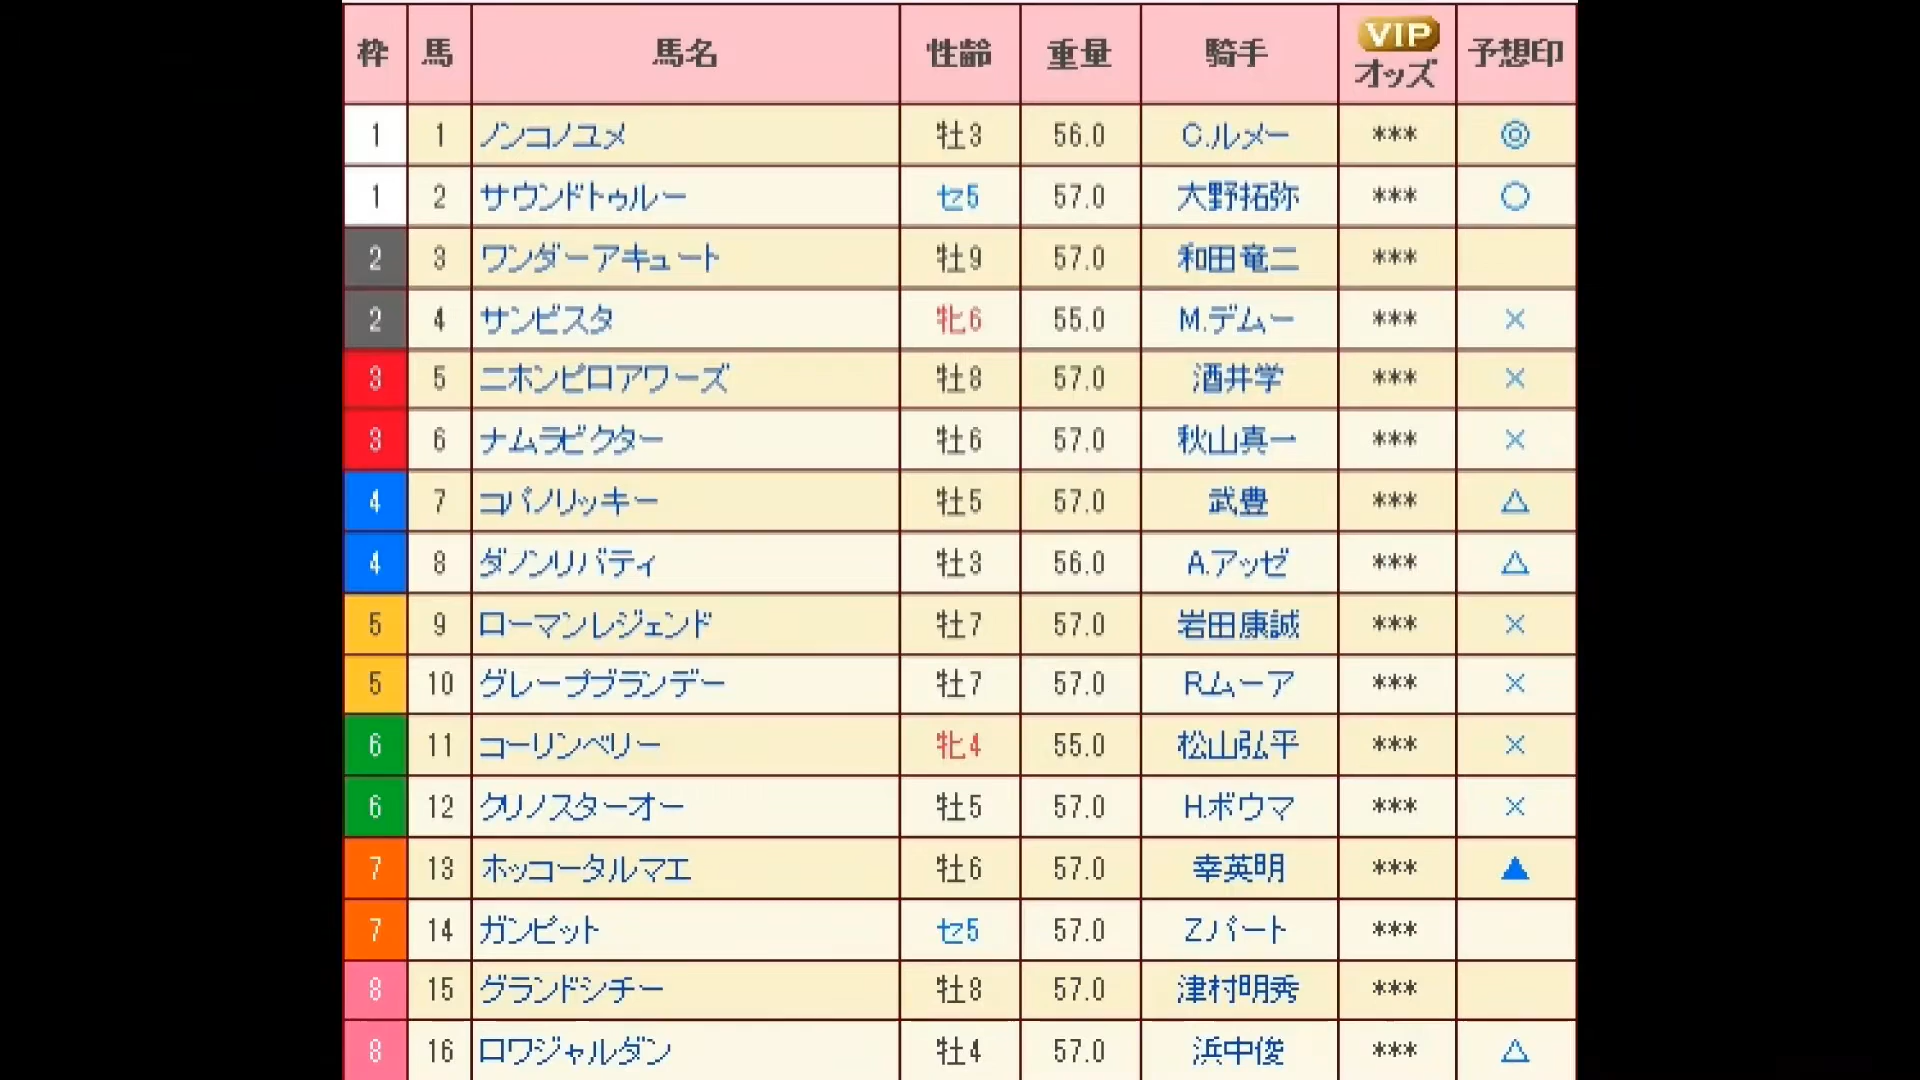 枠 馬 馬名 性齢 重量 騎手 VIP オッズ 予想印
1 1 ノンコノユメ 牡3 56.0 C.ルメー *** ◎
1 2 サウンドトゥルー セ5 57.0 大野拓弥 *** ○
2 3 ワンダーアキュート 牡9 57.0 和田竜二 ***
2 4 サンビスタ 牝6 55.0 M.デムー *** ×
3 5 ニホンピロアワーズ 牡8 57.0 酒井学 *** ×
3 6 ナムラビクター 牡6 57.0 秋山真一 *** ×
4 7 コパノリッキー 牡5 57.0 武豊 *** △
4 8 ダノンリバティ 牡3 56.0 A.アッゼ *** △
5 9 ローマンレジェンド 牡7 57.0 岩田康誠 *** ×
5 10 グレープブランデー 牡7 57.0 R.ムーア *** ×
6 11 コーリンベリー 牝4 55.0 松山弘平 *** ×
6 12 クリノスターオー 牡5 57.0 H.ボウマ *** ×
7 13 ホッコータルマエ 牡6 57.0 幸英明 *** ▲
7 14 ガンピット セ5 57.0 Z.パート ***
8 15 グランドシチー 牡8 57.0 津村明秀 ***
8 16 ロワジャルダン 牡4 57.0 浜中俊 *** △